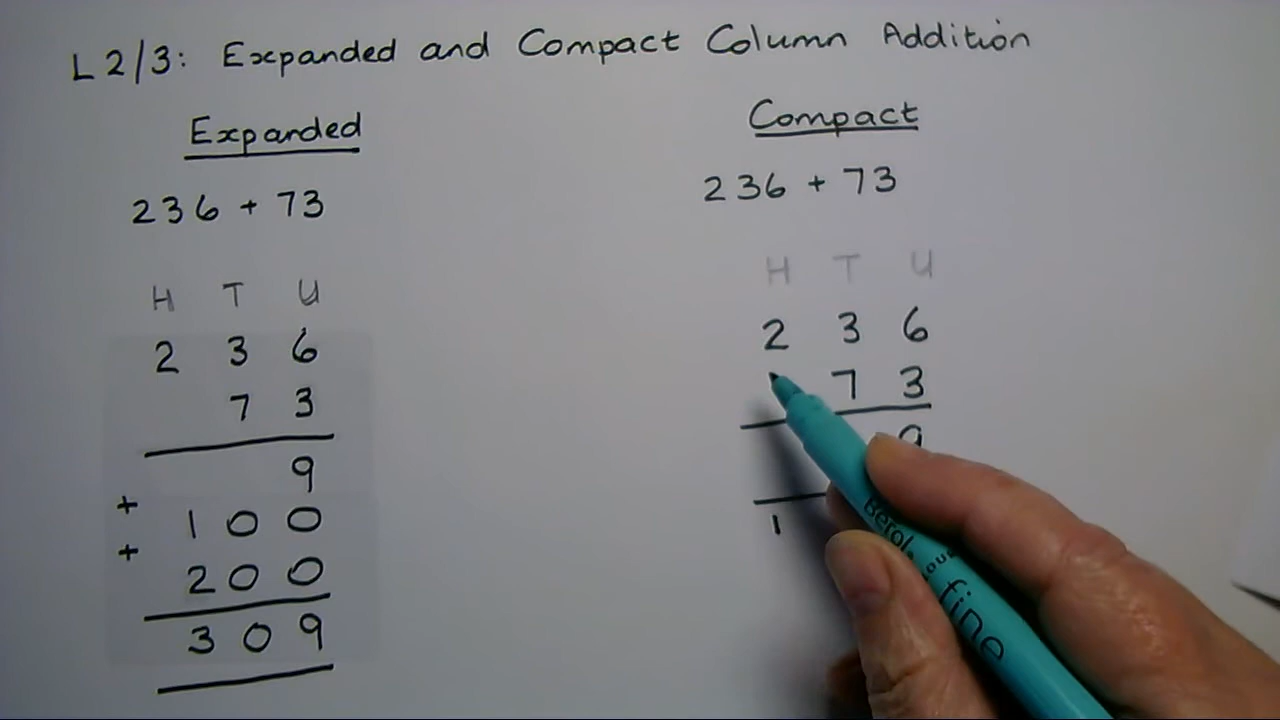 L2/3: Expanded and Compact Column Addition
Expanded
236 + 73
H T U
2 3 6
7 3
9
+ 1 0 0
+ 2 0 0
3 0 9
Compact
236 + 73
H T U
2 3 6
7 3
9
1
Berol
fine